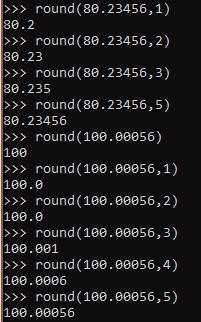 >>> round(80.23456,1)
80.2
>>> round(80.23456,2)
80.23
>>> round(80.23456,3)
80.235
>>> round(80.23456,5)
80.23456
>>> round(100.00056)
100
>>> round(100.00056,1)
100.0
>>> round(100.00056,2)
100.0
>>> round(100.00056,3)
100.001
>>> round(100.00056,4)
100.0006
>>> round(100.00056,5)
100.00056